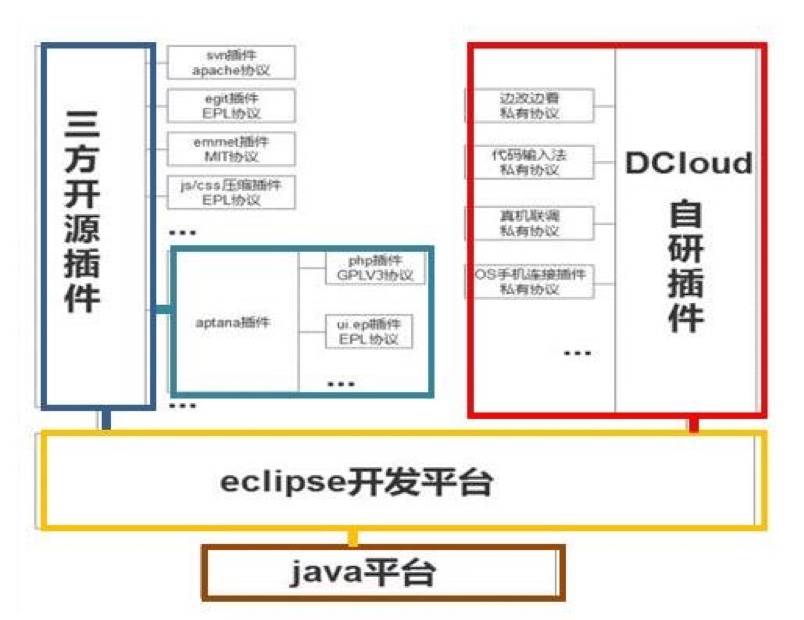 三方开源插件
svn插件
apache协议
egit插件
EPL协议
emmet插件
MIT协议
js/css压缩插件
EPL协议
...
aptana插件
php插件
GPLV3协议
ui.epl插件
EPL协议
...
...
边改边看
私有协议
代码输入法
私有协议
真机联调
私有协议
OS手机连接插件
私有协议
...
DCloud
自研插件
eclipse开发平台
java平台